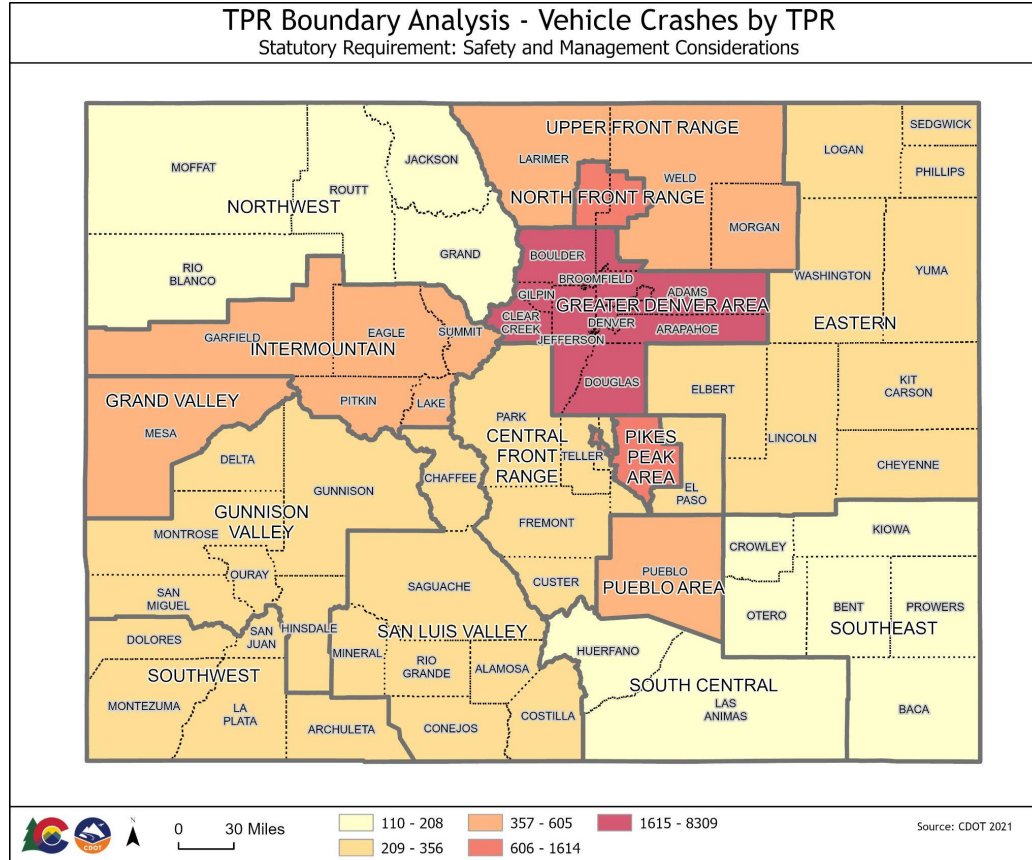 TPR Boundary Analysis - Vehicle Crashes by TPR
Statutory Requirement: Safety and Management Considerations
SEDGWICK
UPPER FRONT RANGE
LOGAN
LARIMER
JACKSON
MOFFAT
PHILLIPS
WELD
ROUTT
NORTH FRONT RANGE
NORTHWEST
MORGAN
GRAND
BOULDER
RIO
BLANCO
WASHINGTON
YUMA
BROOMFIELD
GILPIN
ADAMS
GREATER DENVER AREA
CLEAR
CREEK
DENVER
EASTERN
SUMMIT
EAGLE
ARAPAHOE
GARFIELD
JEFFERSON
INTERMOUNTAIN
DOUGLAS
ELBERT
KIT
CARSON
GRAND VALLEY
PITKIN
LAKE
PARK
MESA
CENTRAL
FRONT
RANGE
PIKES
PEAK
AREA
LINCOLN
TELLER
DELTA
CHEYENNE
CHAFFEE
GUNNISON
EL
PASO
GUNNISON
VALLEY
FREMONT
KIOWA
MONTROSE
CROWLEY
OURAY
PUEBLO
CUSTER
SAGUACHE
PUEBLO AREA
SAN
MIGUEL
BENT
PROWERS
OTERO
SOUTHEAST
HINSDALE
SAN LUIS VALLEY
DOLORES
SAN
JUAN
HUERFANO
MINERAL
RIO
GRANDE
ALAMOSA
SOUTHWEST
SOUTH CENTRAL
MONTEZUMA
LA
PLATA
LAS
ANIMAS
BACA
COSTILLA
ARCHULETA
CONEJOS
CDOT
N
0 30 Miles
110 - 208
357 - 605
1615 - 8309
209 - 356
606 - 1614
Source: CDOT 2021